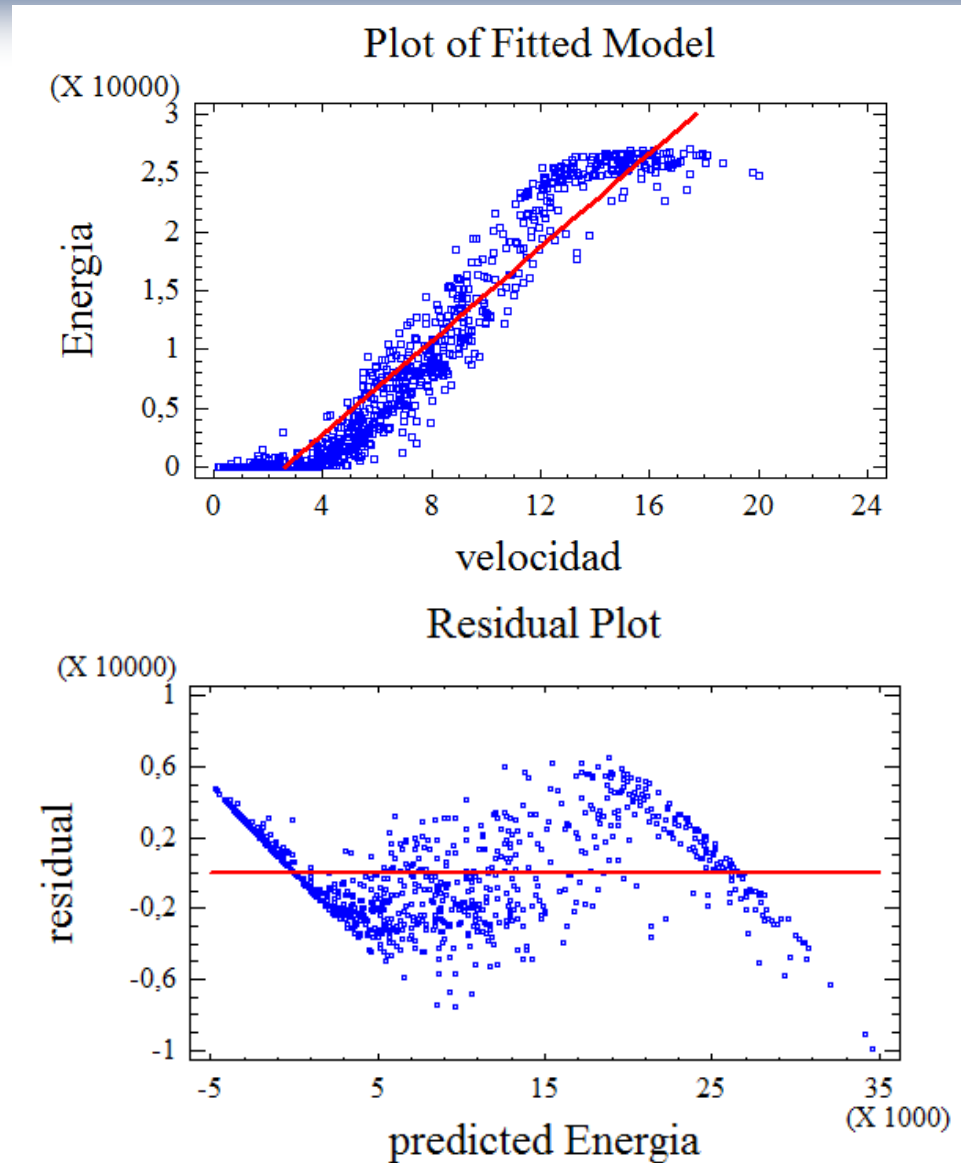 Plot of Fitted Model
(X 10000)
3
2,5
2
1,5
1
0,5
0
Energia
0 4 8 12 16 20 24
velocidad
Residual Plot
(X 10000)
1
0,6
0,2
-0,2
-0,6
-1
residual
-5 5 15 25 35
(X 1000)
predicted Energia